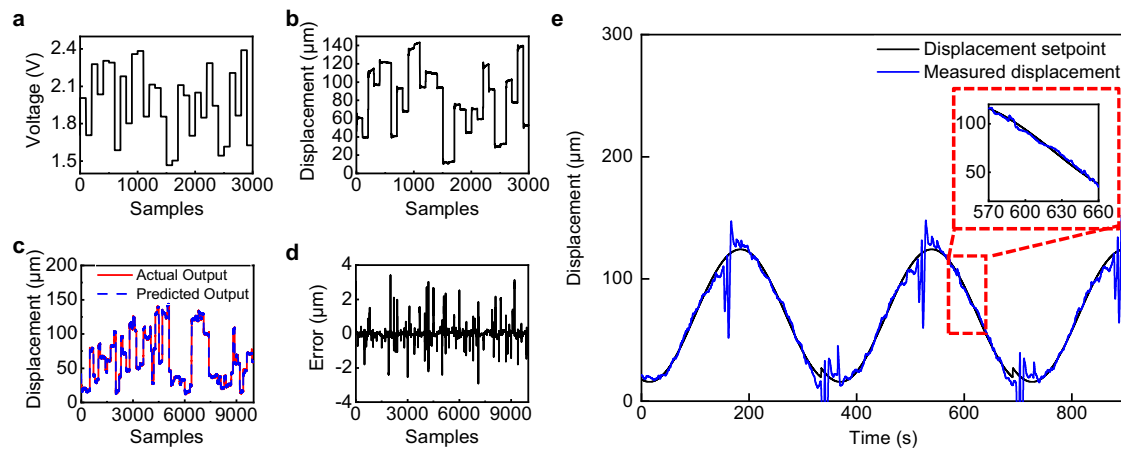 a
2.4
2.1
1.8
1.5
Voltage (V)
0
1000
2000
3000
Samples
b
140
120
100
80
60
40
20
0
Displacement (µm)
0
1000
2000
3000
Samples
c
200
150
100
50
0
Displacement (µm)
Actual Output
Predicted Output
0
3000
6000
9000
Samples
d
4
2
0
-2
-4
Error (µm)
0
3000
6000
9000
Samples
e
300
200
100
0
Displacement (µm)
Displacement setpoint
Measured displacement
100
50
570
600
630
660
0
200
400
600
800
Time (s)